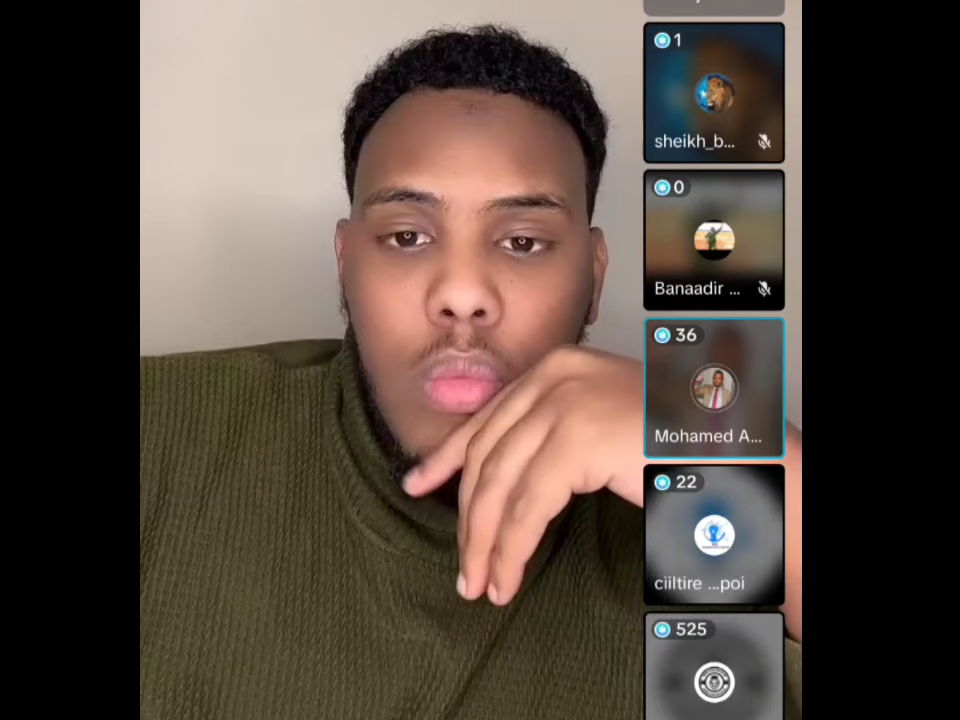 1
sheikh_b...
0
Banaadir ...
36
Mohamed A...
22
ciiltire ...poi
525